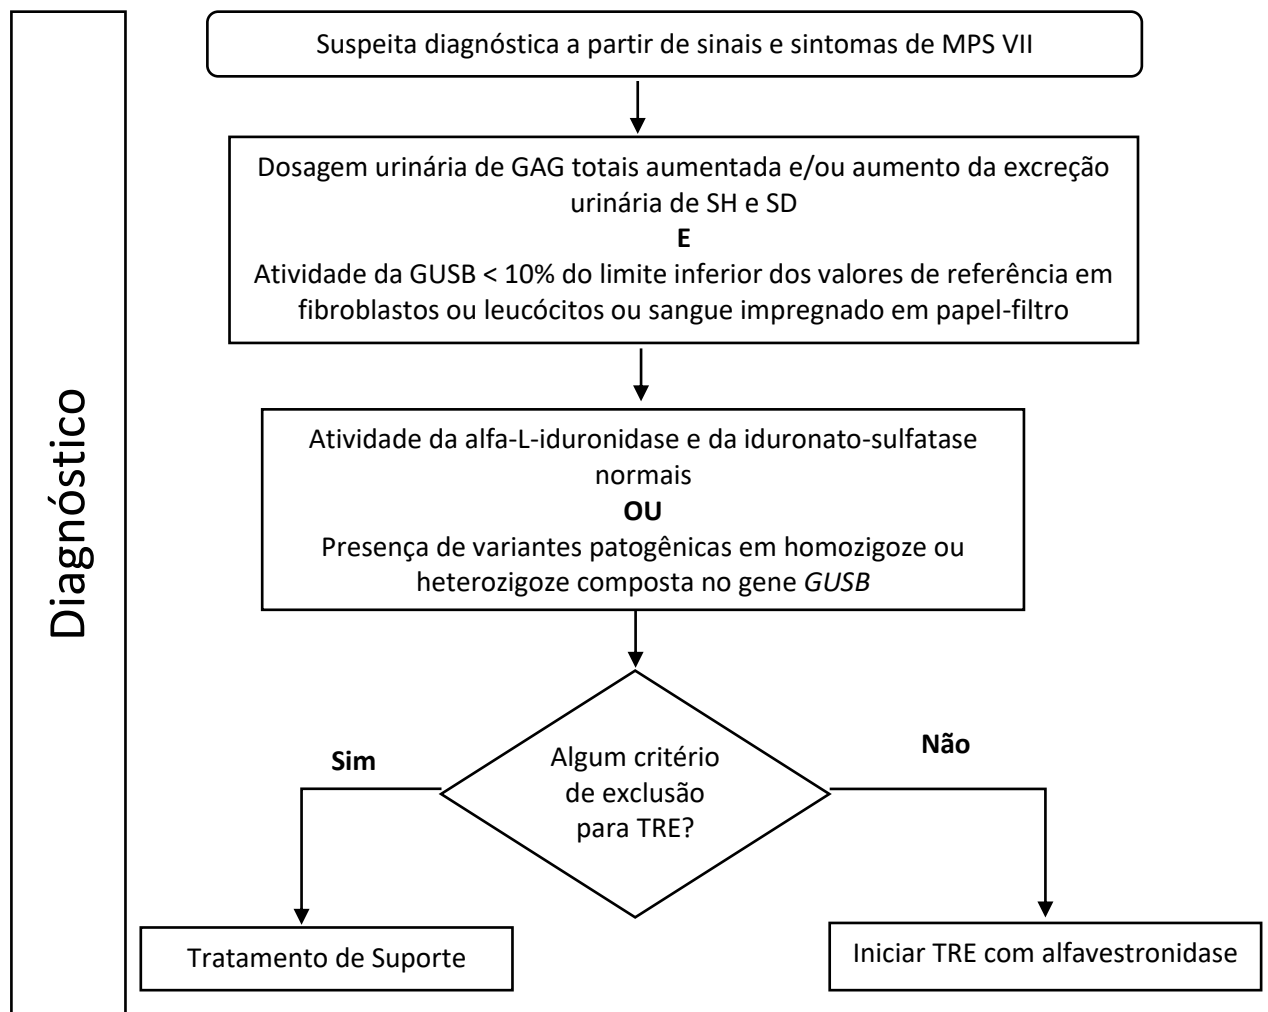 Diagnóstico
Suspeita diagnóstica a partir de sinais e sintomas de MPS VII
Dosagem urinária de GAG totais aumentada e/ou aumento da excreção
urinária de SH e SD
E
Atividade da GUSB < 10% do limite inferior dos valores de referência em
fibroblastos ou leucócitos ou sangue impregnado em papel-filtro
Atividade da alfa-L-iduronidase e da iduronato-sulfatase
normais
OU
Presença de variantes patogênicas em homozigoze ou
heterozigoze composta no gene GUSB
Algum critério
de exclusão
para TRE?
Sim
Não
Tratamento de Suporte
Iniciar TRE com alfavestronidase